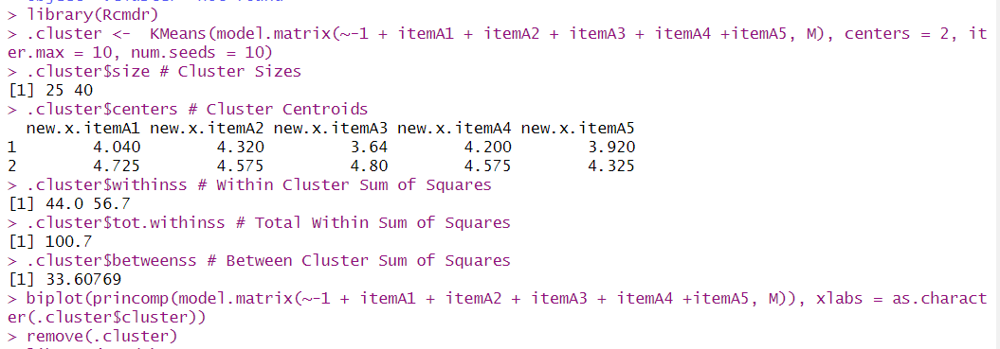 > library(Rcmdr)
> .cluster <-  KMeans(model.matrix(~-1 + itemA1 + itemA2 + itemA3 + itemA4 +itemA5, M), centers = 2, it
er.max = 10, num.seeds = 10)
> .cluster$size # Cluster Sizes
[1] 25 40
> .cluster$centers # Cluster Centroids
  new.x.itemA1 new.x.itemA2 new.x.itemA3 new.x.itemA4 new.x.itemA5
1        4.040        4.320         3.64        4.200        3.920
2        4.725        4.575         4.80        4.575        4.325
> .cluster$withinss # Within Cluster Sum of Squares
[1] 44.0 56.7
> .cluster$tot.withinss # Total Within Sum of Squares
[1] 100.7
> .cluster$betweenss # Between Cluster Sum of Squares
[1] 33.60769
> biplot(princomp(model.matrix(~-1 + itemA1 + itemA2 + itemA3 + itemA4 +itemA5, M)), xlabs = as.charact
er(.cluster$cluster))
> remove(.cluster)